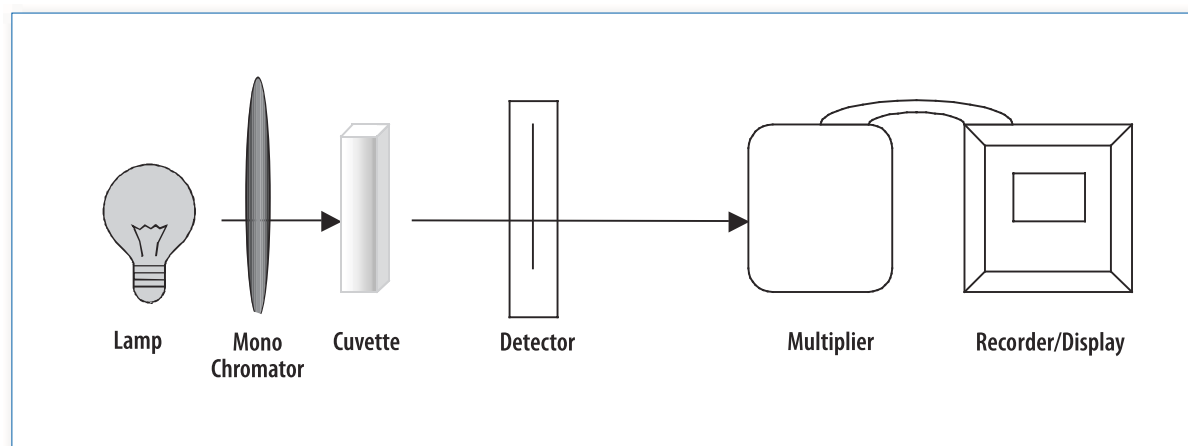 Lamp
Mono
Chromator
Cuvette
Detector
Multiplier
Recorder/Display